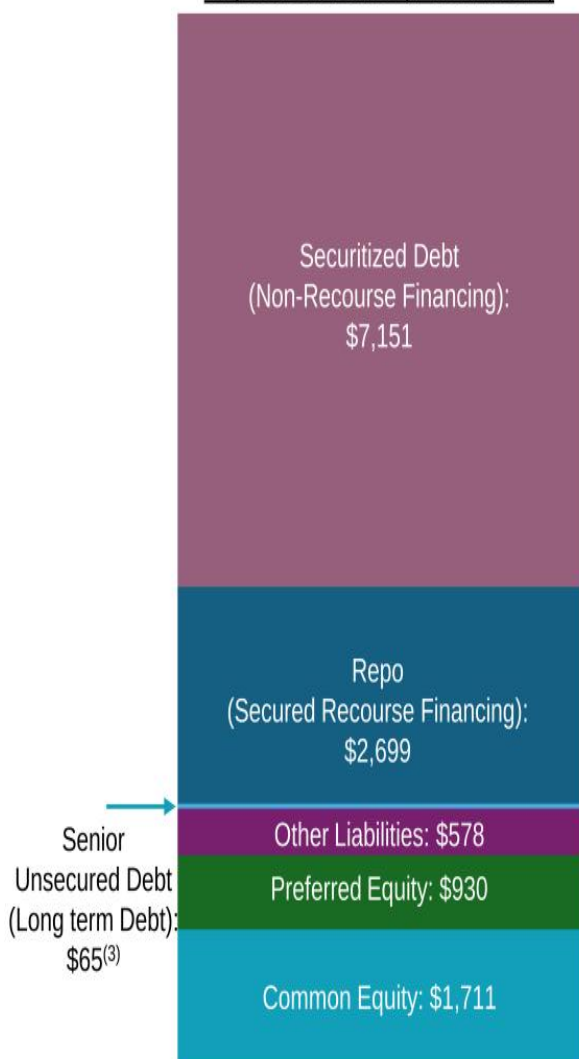 Securitized Debt
(Non-Recourse Financing):
$7,151
Repo
(Secured Recourse Financing):
$2,699
Senior
Unsecured Debt
(Long term Debt):
$65(3)
Other Liabilities: $578
Preferred Equity: $930
Common Equity: $1,711